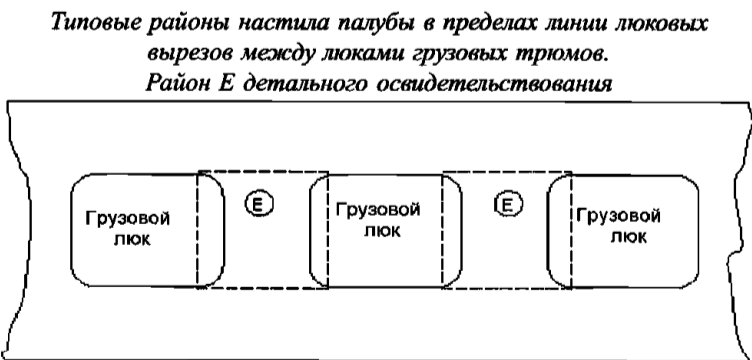 Типовые районы настила палубы в пределах линии люковых
вырезов между люками грузовых трюмов.
Район Е детального освидетельствования
Грузовой
люк
Е
Грузовой
люк
Е
Грузовой
люк